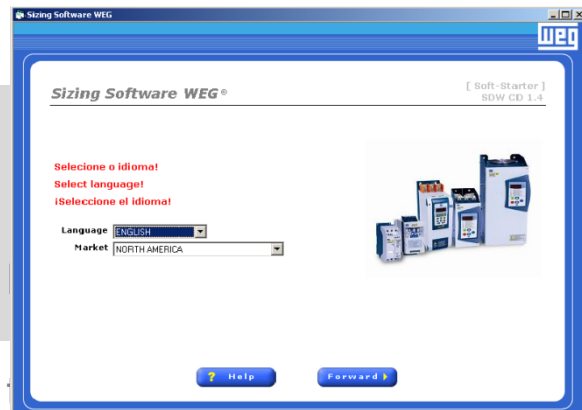 Sizing Software WEG
weg
Sizing Software WEG®
[ Soft-Starter ]
SDW CD 1.4
Selecione o idioma!
Select language!
¡Seleccione el idioma!
Language ENGLISH
Market NORTH AMERICA
? Help
Forward